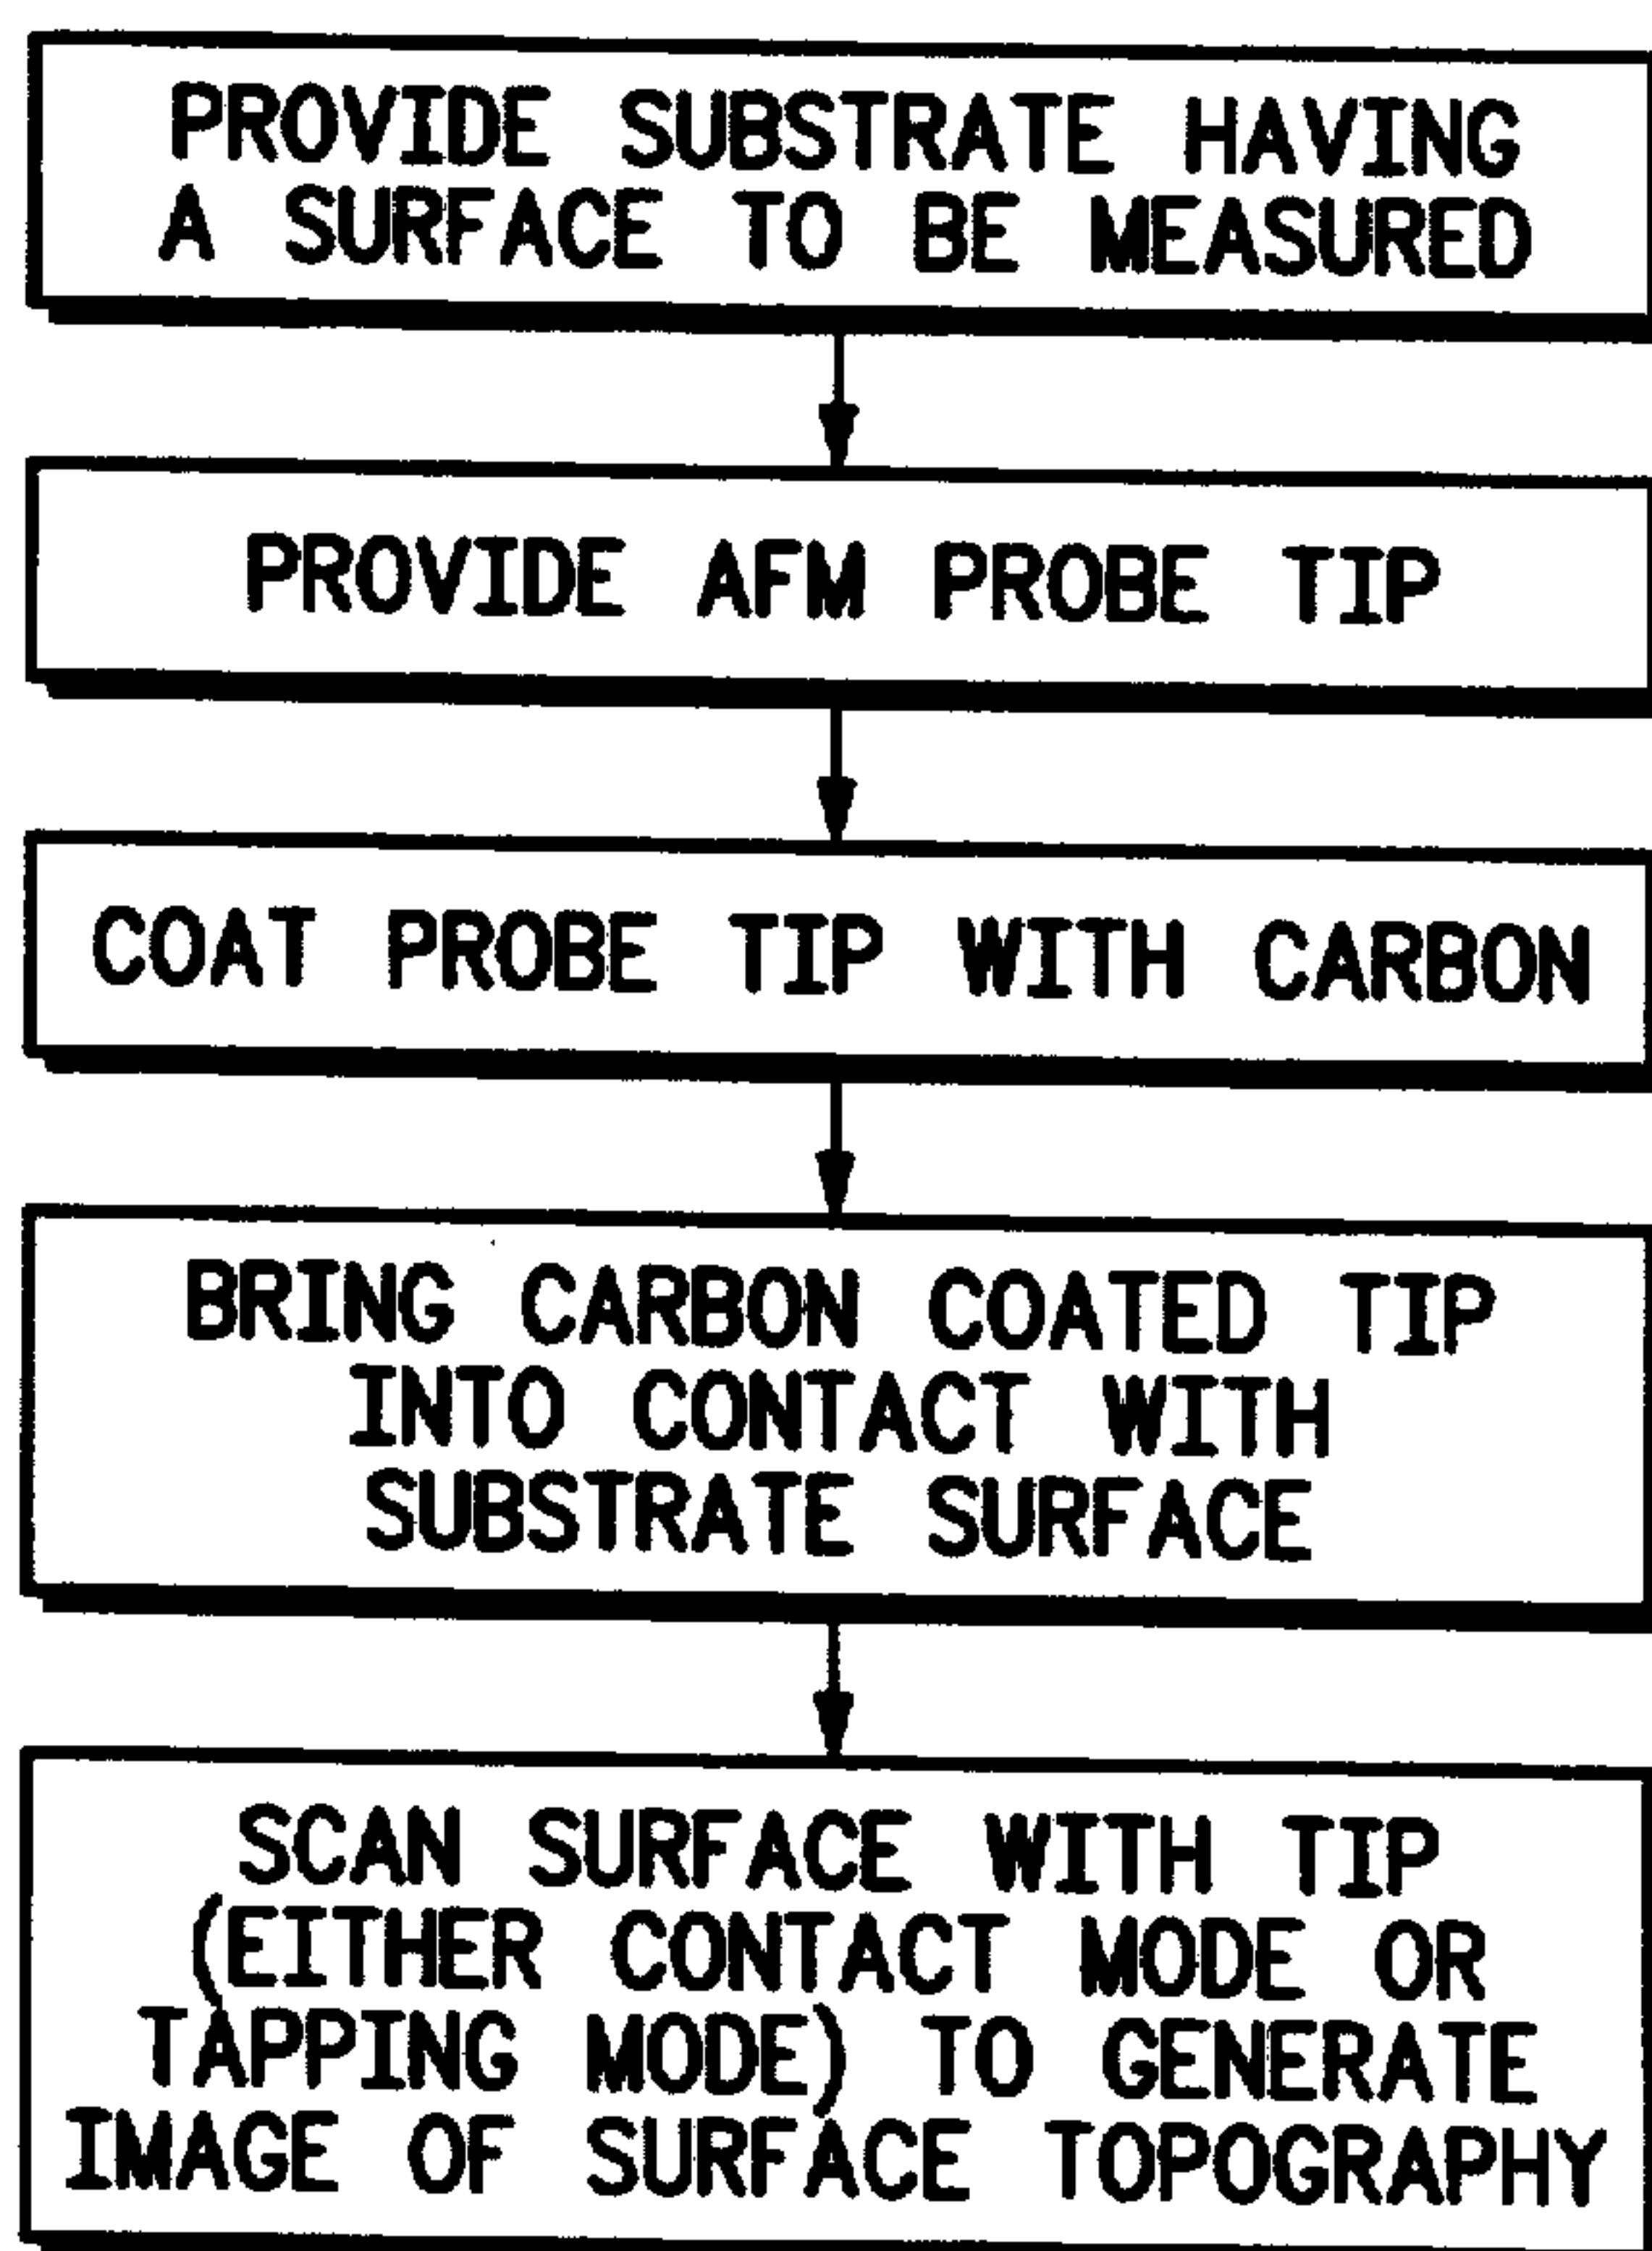 PROVIDE SUBSTRATE HAVING
A SURFACE TO BE MEASURED
PROVIDE AFM PROBE TIP
COAT PROBE TIP WITH CARBON
BRING CARBON COATED TIP
INTO CONTACT WITH
SUBSTRATE SURFACE
SCAN SURFACE WITH TIP
(EITHER CONTACT MODE OR
TAPPING MODE) TO GENERATE
IMAGE OF SURFACE TOPOGRAPHY